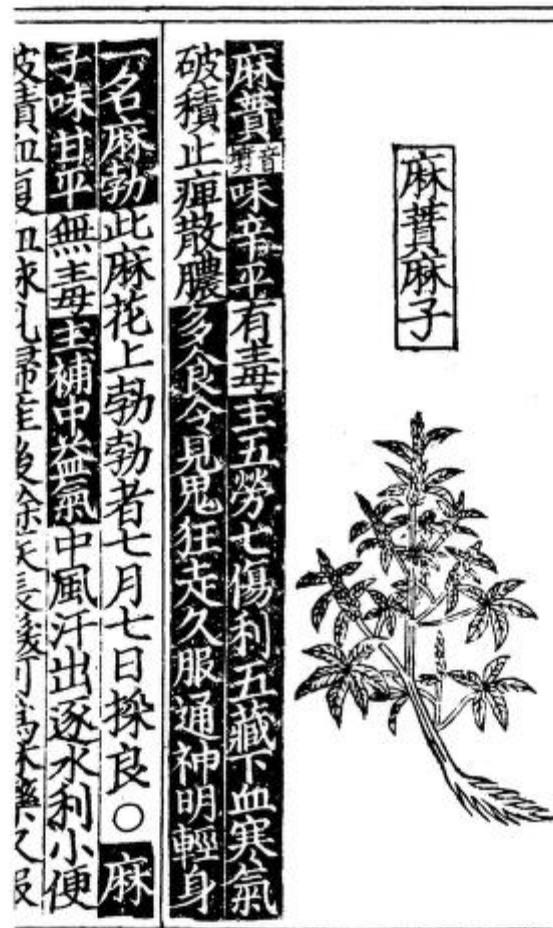 麻蕡麻子
麻蕡音墳味辛平有毒主五勞七傷利五藏下血寒氣
破積止痺散膿多食令見鬼狂走久服通神明輕身
一名麻勃此麻花上勃勃者七月七日採良○麻
子味甘平無毒主補中益氣中風汗出逐水利小便
破積血復血脉乳婦產後餘疾長髮可為沐藥久服